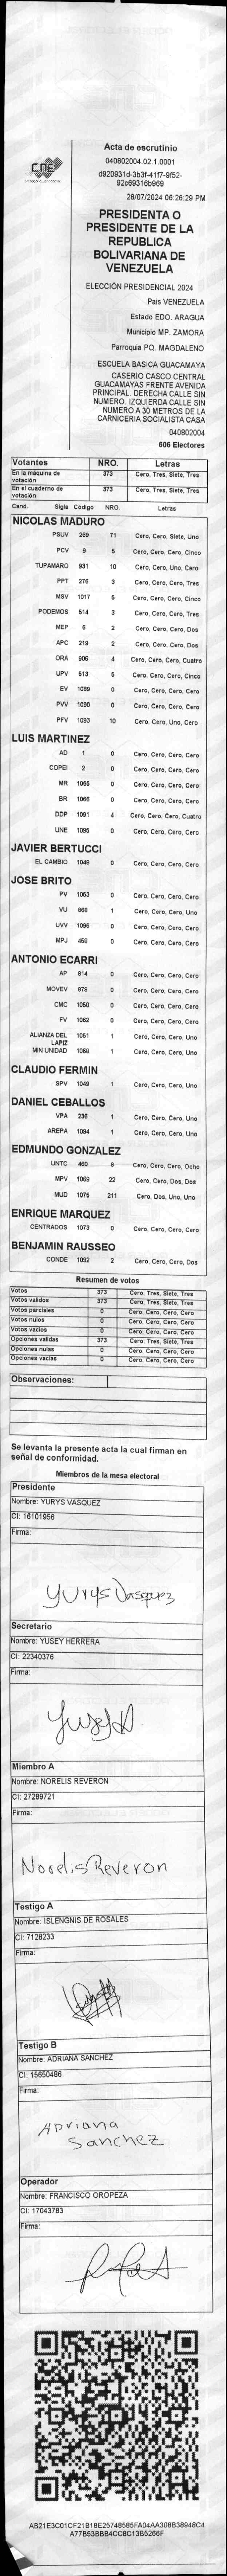 CNE
Acta de escrutinio
040802004.02.1.0001
d920831d-3b3f-41f7-9f52-
92c69316b969
28/07/2024 06:26:29 PM
PRESIDENTA O
PRESIDENTE DE LA
REPUBLICA
BOLIVARIANA DE
VENEZUELA
ELECCIÓN PRESIDENCIAL 2024
País VENEZUELA
Estado EDO. ARAGUA
Municipio MP. ZAMORA
Parroquia PQ. MAGDALENO
ESCUELA BASICA GUACAMAYA
CASERIO CASCO CENTRAL
GUACAMAYAS FRENTE AVENIDA
PRINCIPAL. DERECHA CALLE SIN
NUMERO. IZQUIERDA CALLE SIN
NUMERO A 30 METROS DE LA
CARNICERIA SOCIALISTA CASA
040802004
606 Electores
Votantes NRO. Letras
En la máquina de votación 373 Cero, Tres, Siete, Tres
En el cuaderno de votación 373 Cero, Tres, Siete, Tres
Cand. Sigla Código NRO. Letras
NICOLAS MADURO
PSUV 269 71 Cero, Cero, Siete, Uno
PCV 9 5 Cero, Cero, Cero, Cinco
TUPAMARO 931 10 Cero, Cero, Uno, Cero
PPT 276 3 Cero, Cero, Cero, Tres
MSV 1017 5 Cero, Cero, Cero, Cinco
PODEMOS 514 3 Cero, Cero, Cero, Tres
MEP 6 2 Cero, Cero, Cero, Dos
APC 219 2 Cero, Cero, Cero, Dos
ORA 906 4 Cero, Cero, Cero, Cuatro
UPV 513 5 Cero, Cero, Cero, Cinco
EV 1089 0 Cero, Cero, Cero, Cero
PVV 1090 0 Cero, Cero, Cero, Cero
PFV 1093 10 Cero, Cero, Uno, Cero
LUIS MARTINEZ
AD 1 0 Cero, Cero, Cero, Cero
COPEI 2 0 Cero, Cero, Cero, Cero
MR 1065 0 Cero, Cero, Cero, Cero
BR 1066 0 Cero, Cero, Cero, Cero
DDP 1091 4 Cero, Cero, Cero, Cuatro
UNE 1095 0 Cero, Cero, Cero, Cero
JAVIER BERTUCCI
EL CAMBIO 1048 0 Cero, Cero, Cero, Cero
JOSE BRITO
PV 1053 0 Cero, Cero, Cero, Cero
VU 868 1 Cero, Cero, Cero, Uno
UVV 1096 0 Cero, Cero, Cero, Cero
MPJ 459 0 Cero, Cero, Cero, Cero
ANTONIO ECARRI
AP 814 0 Cero, Cero, Cero, Cero
MOVEV 878 0 Cero, Cero, Cero, Cero
CMC 1050 0 Cero, Cero, Cero, Cero
FV 1062 0 Cero, Cero, Cero, Cero
ALIANZA DEL LAPIZ 1051 1 Cero, Cero, Cero, Uno
MIN UNIDAD 1068 1 Cero, Cero, Cero, Uno
CLAUDIO FERMIN
SPV 1049 1 Cero, Cero, Cero, Uno
DANIEL CEBALLOS
VPA 236 1 Cero, Cero, Cero, Uno
AREPA 1094 1 Cero, Cero, Cero, Uno
EDMUNDO GONZALEZ
UNTC 460 8 Cero, Cero, Cero, Ocho
MPV 1069 22 Cero, Cero, Dos, Dos
MUD 1075 211 Cero, Dos, Uno, Uno
ENRIQUE MARQUEZ
CENTRADOS 1073 0 Cero, Cero, Cero, Cero
BENJAMIN RAUSSEO
CONDE 1092 2 Cero, Cero, Cero, Dos
Resumen de votos
Votos 373 Cero, Tres, Siete, Tres
Votos validos 373 Cero, Tres, Siete, Tres
Votos parciales 0 Cero, Cero, Cero, Cero
Votos nulos 0 Cero, Cero, Cero, Cero
Votos vacios 0 Cero, Cero, Cero, Cero
Opciones validas 373 Cero, Tres, Siete, Tres
Opciones nulas 0 Cero, Cero, Cero, Cero
Opciones vacias 0 Cero, Cero, Cero, Cero
Observaciones:
Se levanta la presente acta la cual firman en
señal de conformidad.
Miembros de la mesa electoral
Presidente
Nombre: YURYS VASQUEZ
CI: 16101956
Firma:
Yurys Vasquez
Secretario
Nombre: YUSEY HERRERA
CI: 22340376
Firma:
Yusey H.
Miembro A
Nombre: NORELIS REVERON
CI: 27289721
Firma:
Norelis Reveron
Testigo A
Nombre: ISLENGNIS DE ROSALES
CI: 7128233
Firma:
Testigo B
Nombre: ADRIANA SANCHEZ
CI: 15650486
Firma:
Adriana
Sanchez
Operador
Nombre: FRANCISCO OROPEZA
CI: 17043783
Firma:
AB21E3C01CF21B18E25748585FA04AA308B38948C4
A77B53BBB4CC8C13B5266F